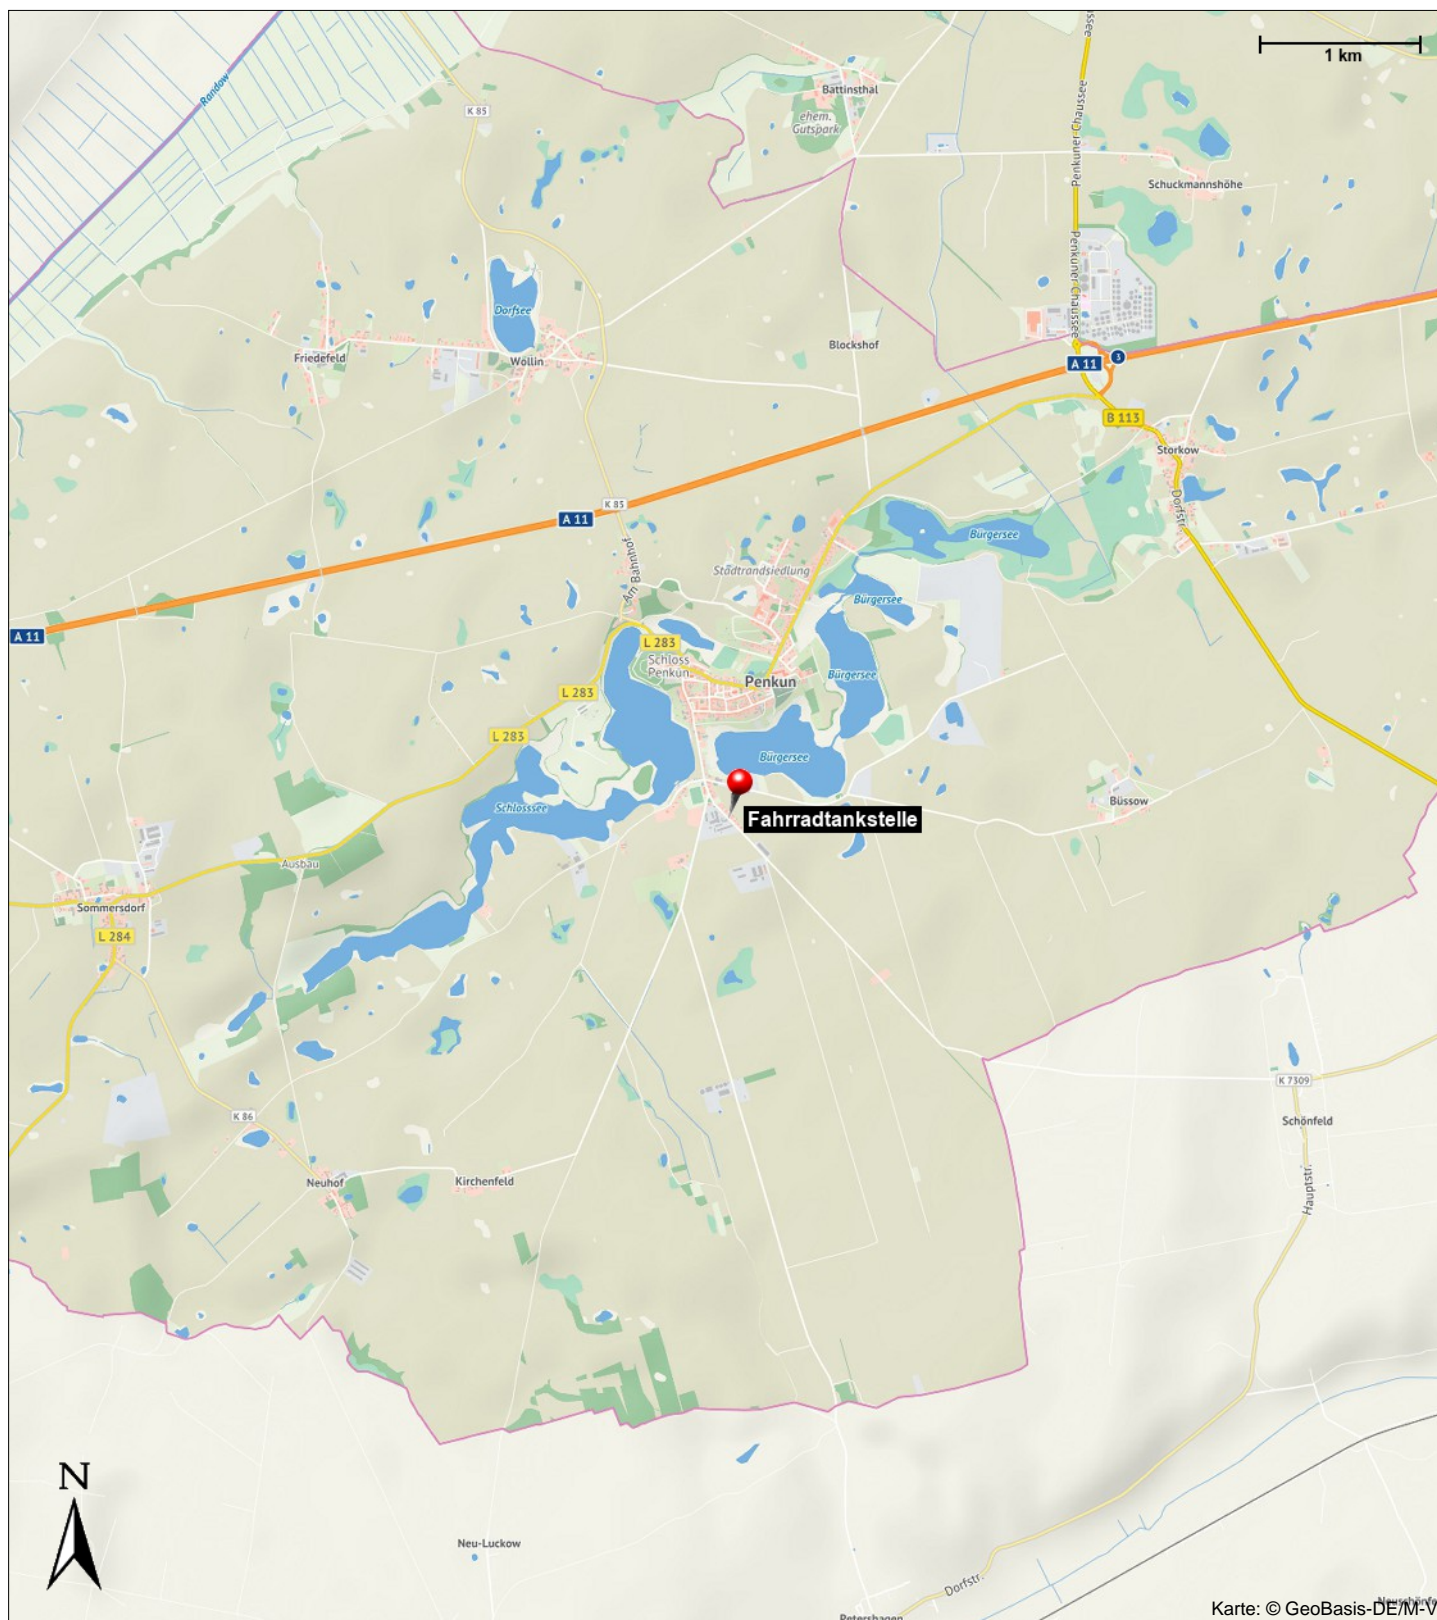 1 km
Penkuner Chaussee
Randow
Battinsthal
K 85
ehem.
Gutspark
Schuckmannshöhe
Penkuner Chaussee
Dorfsee
Blockshof
Friedefeld
Wollin
3
A 11
B 113
Storkow
K 85
A 11
Dorfstr.
Bürgersee
Am Bahnhof
Stadtrandsiedlung
Bürgersee
A 11
L 283
Schloss
Penkun
Bürgersee
Penkun
L 283
L 283
Bürgersee
Schlosssee
Büssow
Fahrradtankstelle
Ausbau
Sommersdorf
L 284
K 7309
K 86
Schönfeld
Neuhof
Kirchenfeld
Hauptstr.
N
Neu-Luckow
Dorfstr.
Karte: © GeoBasis-DE/M-V
Petershagen